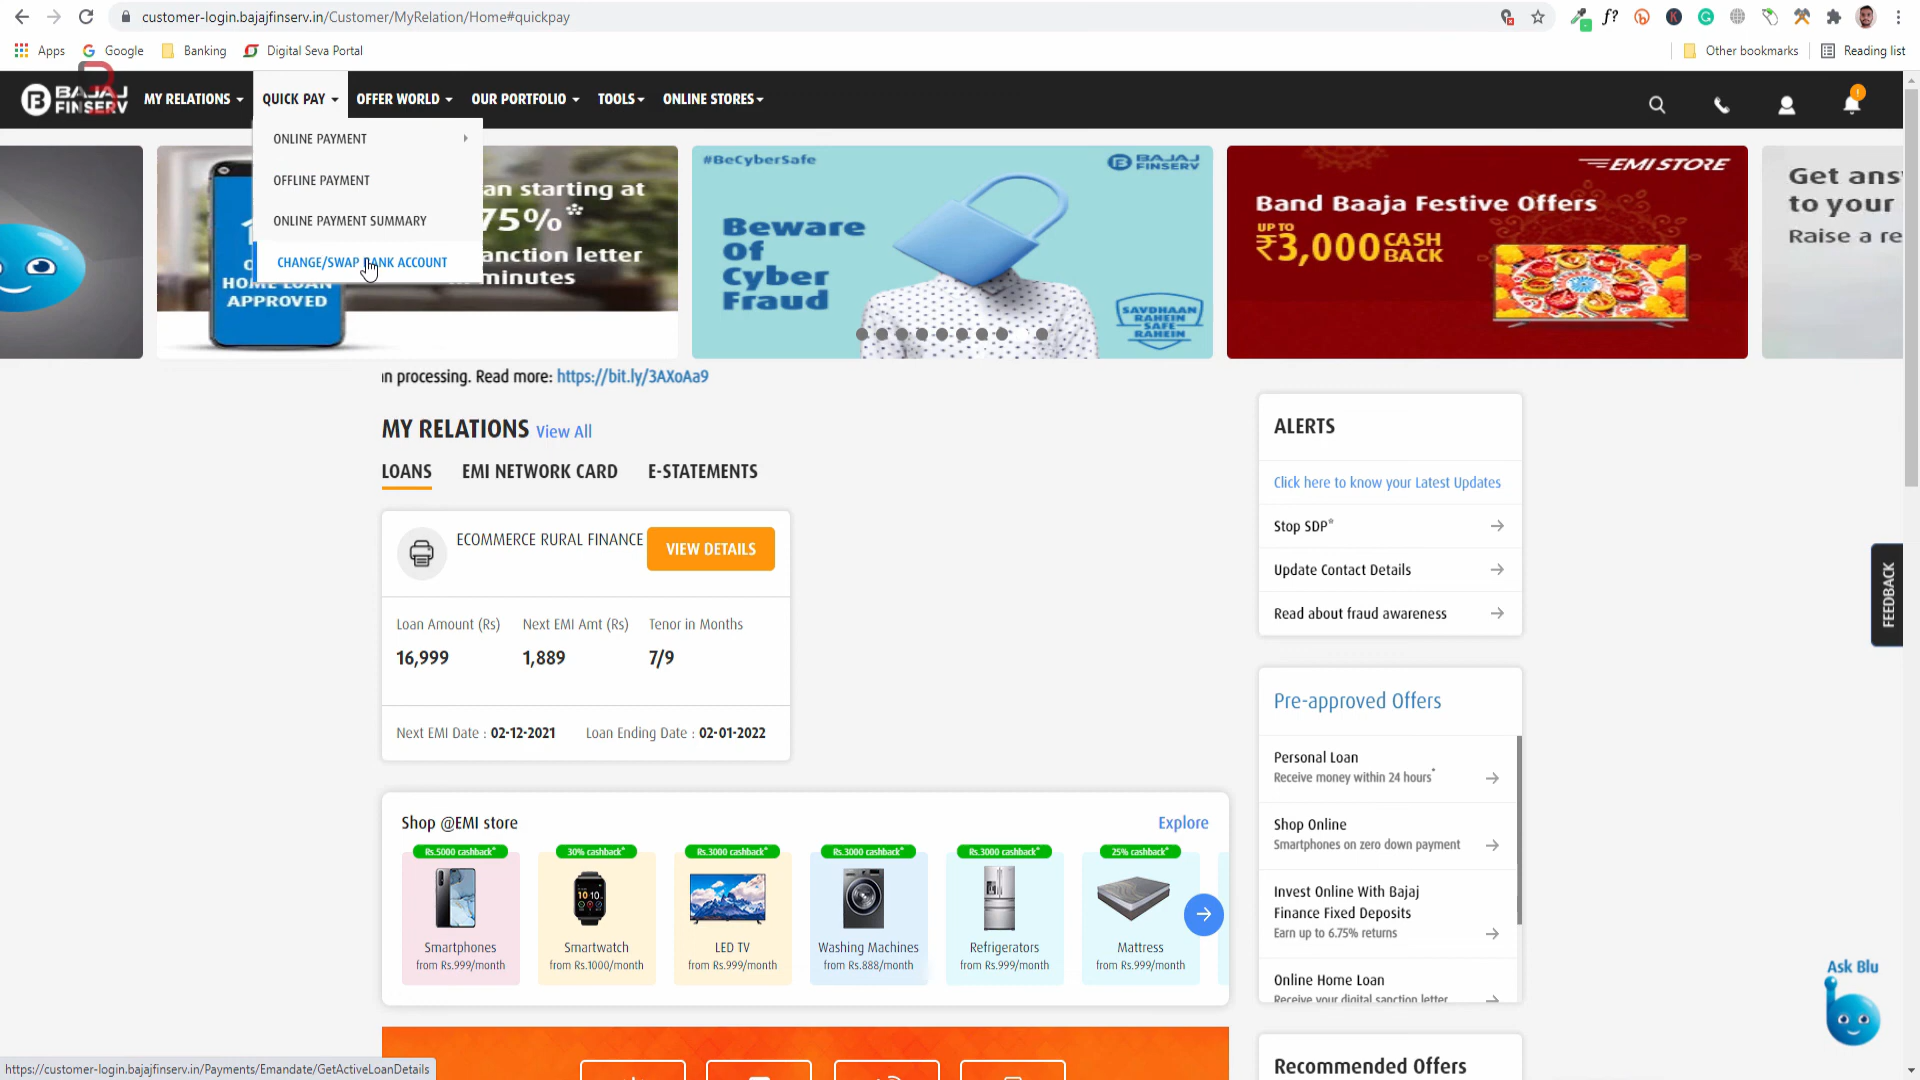 customer-login.bajajfinserv.in/Customer/MyRelation/Home#quickpay
Apps
Google
Banking
Digital Seva Portal
Other bookmarks
Reading list
BAJAJ
FINSERV
MY RELATIONS
QUICK PAY
OFFER WORLD
OUR PORTFOLIO
TOOLS
ONLINE STORES
ONLINE PAYMENT
OFFLINE PAYMENT
ONLINE PAYMENT SUMMARY
CHANGE/SWAP BANK ACCOUNT
an starting at
75%*
anction letter
minutes
HOME LOAN
APPROVED
#BeCyberSafe
BAJAJ
FINSERV
Beware
Of
Cyber
Fraud
SAVDHAAN
RAHEIN
SAFE
RAHEIN
EMI STORE
Band Baaja Festive Offers
UP TO
₹3,000 CASH
BACK
Get ans
to your
Raise a re
n processing. Read more: https://bit.ly/3AXoAa9
MY RELATIONS View All
LOANS
EMI NETWORK CARD
E-STATEMENTS
ECOMMERCE RURAL FINANCE
VIEW DETAILS
Loan Amount (Rs)
Next EMI Amt (Rs)
Tenor in Months
16,999
1,889
7/9
Next EMI Date : 02-12-2021
Loan Ending Date : 02-01-2022
ALERTS
Click here to know your Latest Updates
Stop SDP*
Update Contact Details
Read about fraud awareness
FEEDBACK
Pre-approved Offers
Personal Loan
Receive money within 24 hours*
Shop Online
Smartphones on zero down payment
Invest Online With Bajaj
Finance Fixed Deposits
Earn up to 6.75% returns
Online Home Loan
Receive your digital sanction letter
Shop @EMI store
Explore
Rs.5000 cashback*
30% cashback*
Rs.3000 cashback*
Rs.3000 cashback*
Rs.3000 cashback*
25% cashback*
Smartphones
from Rs.999/month
Smartwatch
from Rs.1000/month
LED TV
from Rs.999/month
Washing Machines
from Rs.888/month
Refrigerators
from Rs.999/month
Mattress
from Rs.999/month
Ask Blu
Recommended Offers
https://customer-login.bajajfinserv.in/Payments/Emandate/GetActiveLoanDetails